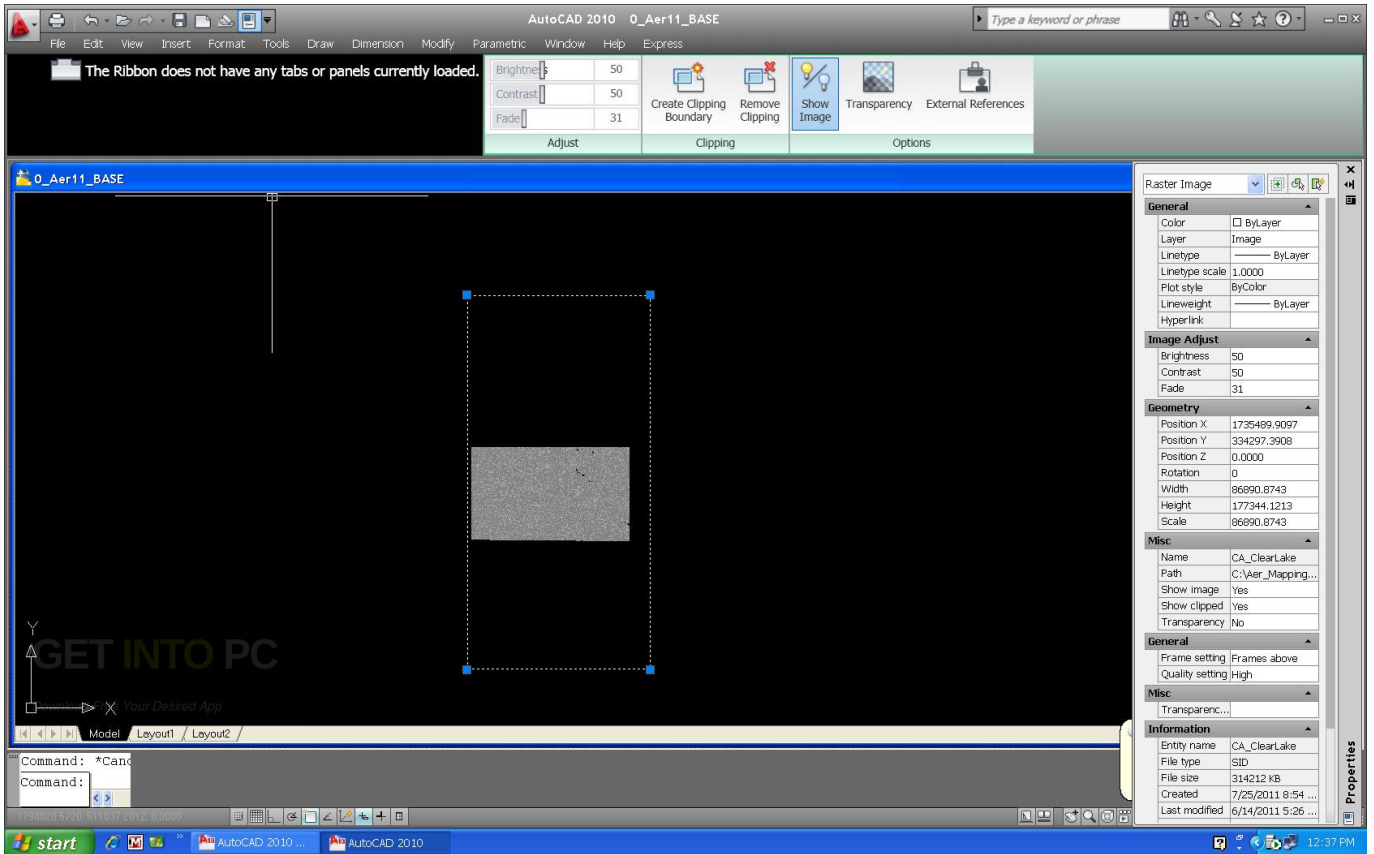 AutoCAD 2010 0_Aer11_BASE
Type a keyword or phrase
File Edit View Insert Format Tools Draw Dimension Modify Parametric Window Help Express
The Ribbon does not have any tabs or panels currently loaded.
Brightness 50
Contrast 50
Fade 31
Adjust
Create Clipping Boundary
Remove Clipping
Clipping
Show Image
Transparency
External References
Options
0_Aer11_BASE
Raster Image
General
Color ByLayer
Layer Image
Linetype ByLayer
Linetype scale 1.0000
Plot style ByColor
Lineweight ByLayer
Hyperlink
Image Adjust
Brightness 50
Contrast 50
Fade 31
Geometry
Position X 1735489.9097
Position Y 334297.3908
Position Z 0.0000
Rotation 0
Width 86890.8743
Height 177344.1213
Scale 86890.8743
Misc
Name CA_ClearLake
Path C:\Aer_Mapping...
Show image Yes
Show clipped Yes
Transparency No
General
Frame setting Frames above
Quality setting High
Misc
Transparenc...
Information
Entity name CA_ClearLake
File type SID
File size 314212 KB
Created 7/25/2011 8:54 ...
Last modified 6/14/2011 5:26 ...
Properties
Y
GET INTO PC
Your Desired App
X
Model Layout1 Layout2
Command: *Canc
Command:
1798820.5720, 511037.2012, 0.0000
start
AutoCAD 2010 ...
AutoCAD 2010
12:37 PM